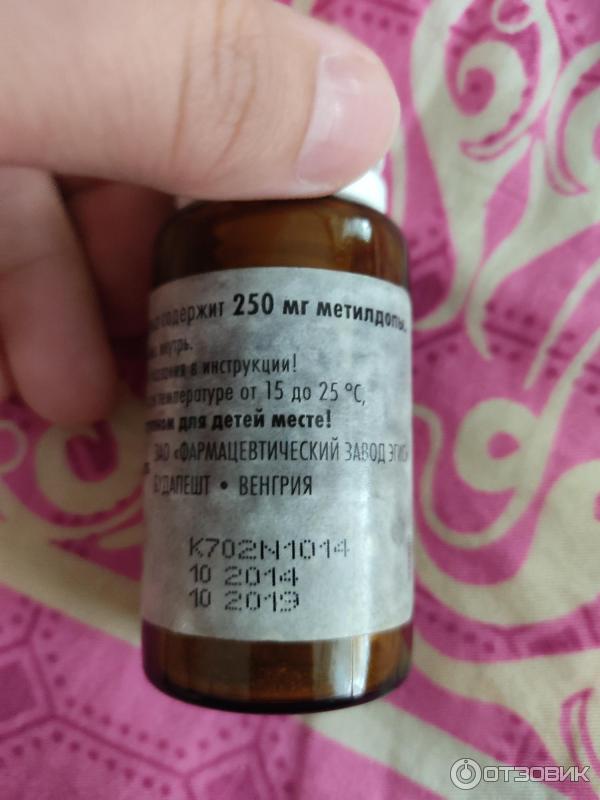 содержит 250 мг метилдопы.
внутрь.
в инструкции!
температуре от 15 до 25 °C,
для детей месте!
ЗАО «ФАРМАЦЕВТИЧЕСКИЙ ЗАВОД ЭГИС»
БУДАПЕШТ • ВЕНГРИЯ
K702N1014
10 2014
10 2019
ОТЗОВИК